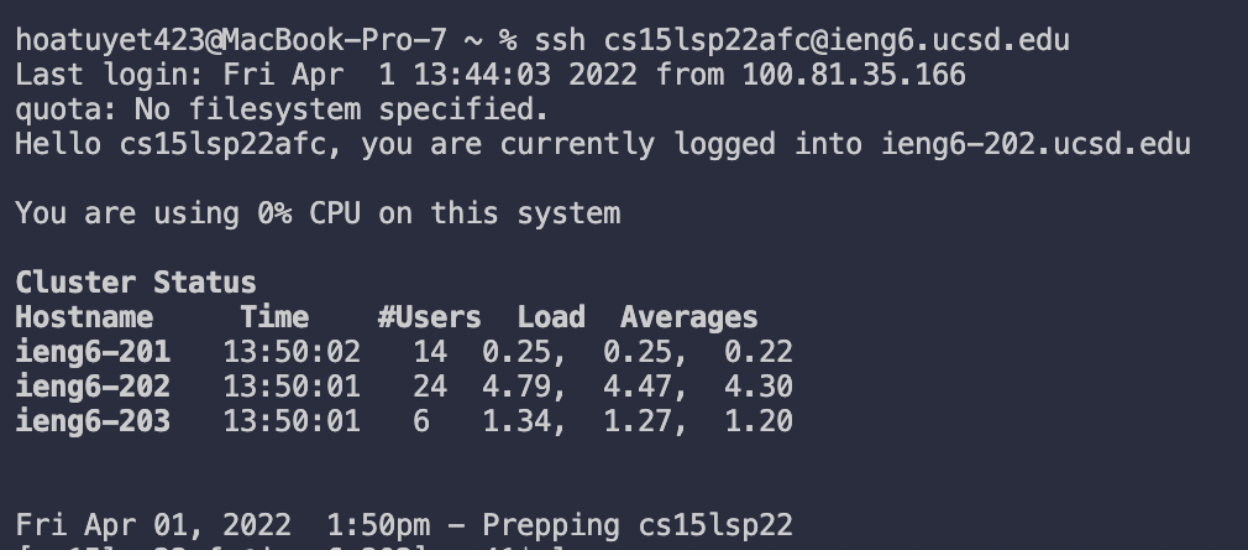 hoatuyet423@MacBook-Pro-7 ~ % ssh cs15lsp22afc@ieng6.ucsd.edu
Last login: Fri Apr  1 13:44:03 2022 from 100.81.35.166
quota: No filesystem specified.
Hello cs15lsp22afc, you are currently logged into ieng6-202.ucsd.edu
You are using 0% CPU on this system
Cluster Status
Hostname     Time    #Users  Load  Averages
ieng6-201   13:50:02   14  0.25,  0.25,  0.22
ieng6-202   13:50:01   24  4.79,  4.47,  4.30
ieng6-203   13:50:01   6   1.34,  1.27,  1.20
Fri Apr 01, 2022  1:50pm - Prepping cs15lsp22